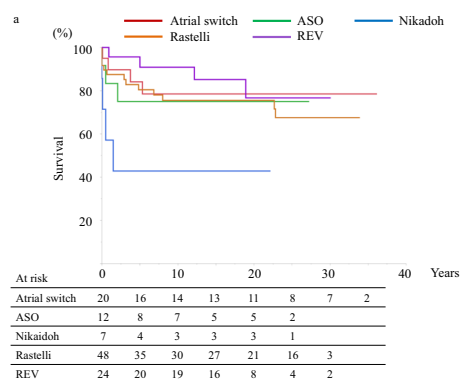 a
(%)
Atrial switch ASO Nikadoh
Rastelli REV
100
80
60
40
20
Survival
0 10 20 30 40 Years
At risk
Atrial switch 20 16 14 13 11 8 7 2
ASO 12 8 7 5 5 2
Nikaidoh 7 4 3 3 3 1
Rastelli 48 35 30 27 21 16 3
REV 24 20 19 16 8 4 2